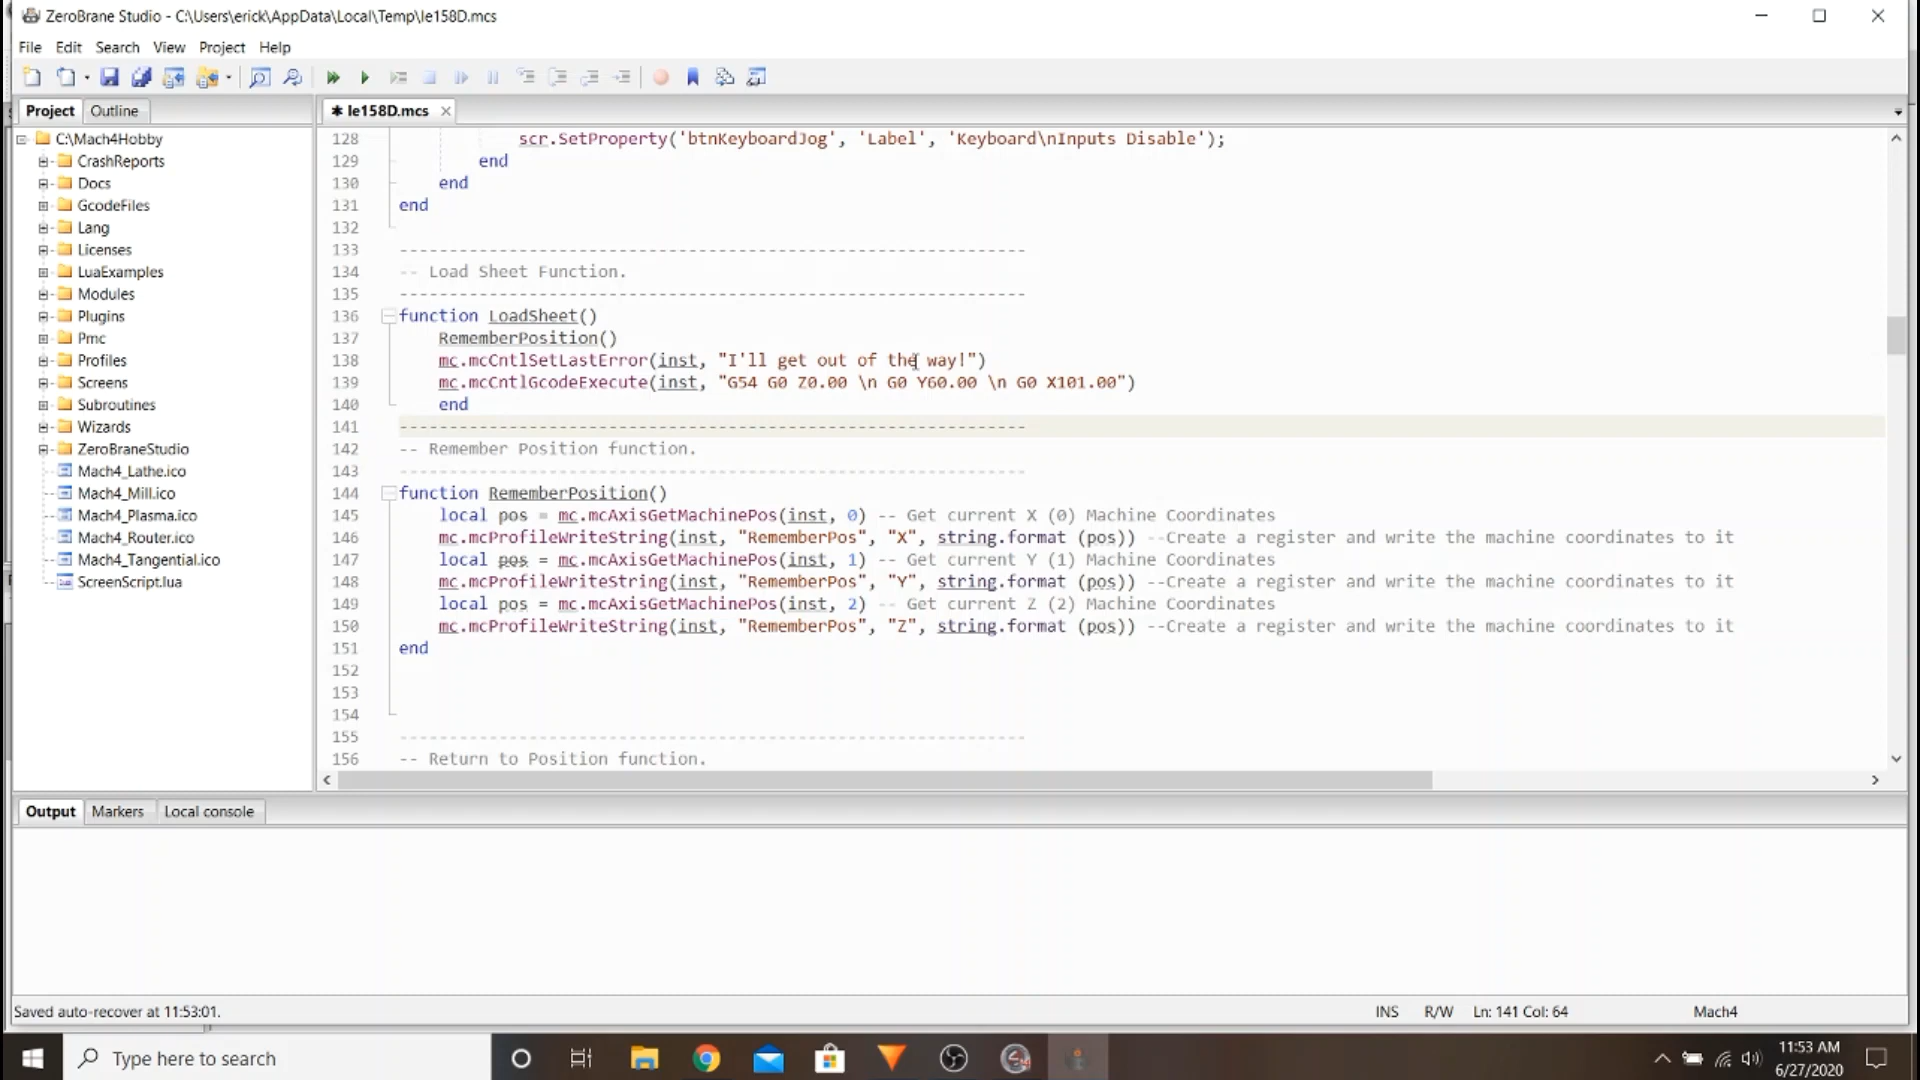 ZeroBrane Studio - C:\Users\erick\AppData\Local\Temp\le158D.mcs
File Edit Search View Project Help
Project Outline
✱ le158D.mcs
C:\Mach4Hobby
CrashReports
Docs
GcodeFiles
Lang
Licenses
LuaExamples
Modules
Plugins
Pmc
Profiles
Screens
Subroutines
Wizards
ZeroBraneStudio
Mach4_Lathe.ico
Mach4_Mill.ico
Mach4_Plasma.ico
Mach4_Router.ico
Mach4_Tangential.ico
ScreenScript.lua
128 scr.SetProperty('btnKeyboardJog', 'Label', 'Keyboard\nInputs Disable');
129 end
130 end
131 end
132
133 ----------------------------------------------------------------
134 -- Load Sheet Function.
135 ----------------------------------------------------------------
136 function LoadSheet()
137 RememberPosition()
138 mc.mcCntlSetLastError(inst, "I'll get out of the way!")
139 mc.mcCntlGcodeExecute(inst, "G54 G0 Z0.00 \n G0 Y60.00 \n G0 X101.00")
140 end
141 ----------------------------------------------------------------
142 -- Remember Position function.
143 ----------------------------------------------------------------
144 function RememberPosition()
145 local pos = mc.mcAxisGetMachinePos(inst, 0) -- Get current X (0) Machine Coordinates
146 mc.mcProfileWriteString(inst, "RememberPos", "X", string.format (pos)) --Create a register and write the machine coordinates to it
147 local pos = mc.mcAxisGetMachinePos(inst, 1) -- Get current Y (1) Machine Coordinates
148 mc.mcProfileWriteString(inst, "RememberPos", "Y", string.format (pos)) --Create a register and write the machine coordinates to it
149 local pos = mc.mcAxisGetMachinePos(inst, 2) -- Get current Z (2) Machine Coordinates
150 mc.mcProfileWriteString(inst, "RememberPos", "Z", string.format (pos)) --Create a register and write the machine coordinates to it
151 end
152
153
154
155 ----------------------------------------------------------------
156 -- Return to Position function.
Output Markers Local console
Saved auto-recover at 11:53:01. INS R/W Ln: 141 Col: 64 Mach4
Type here to search
11:53 AM
6/27/2020